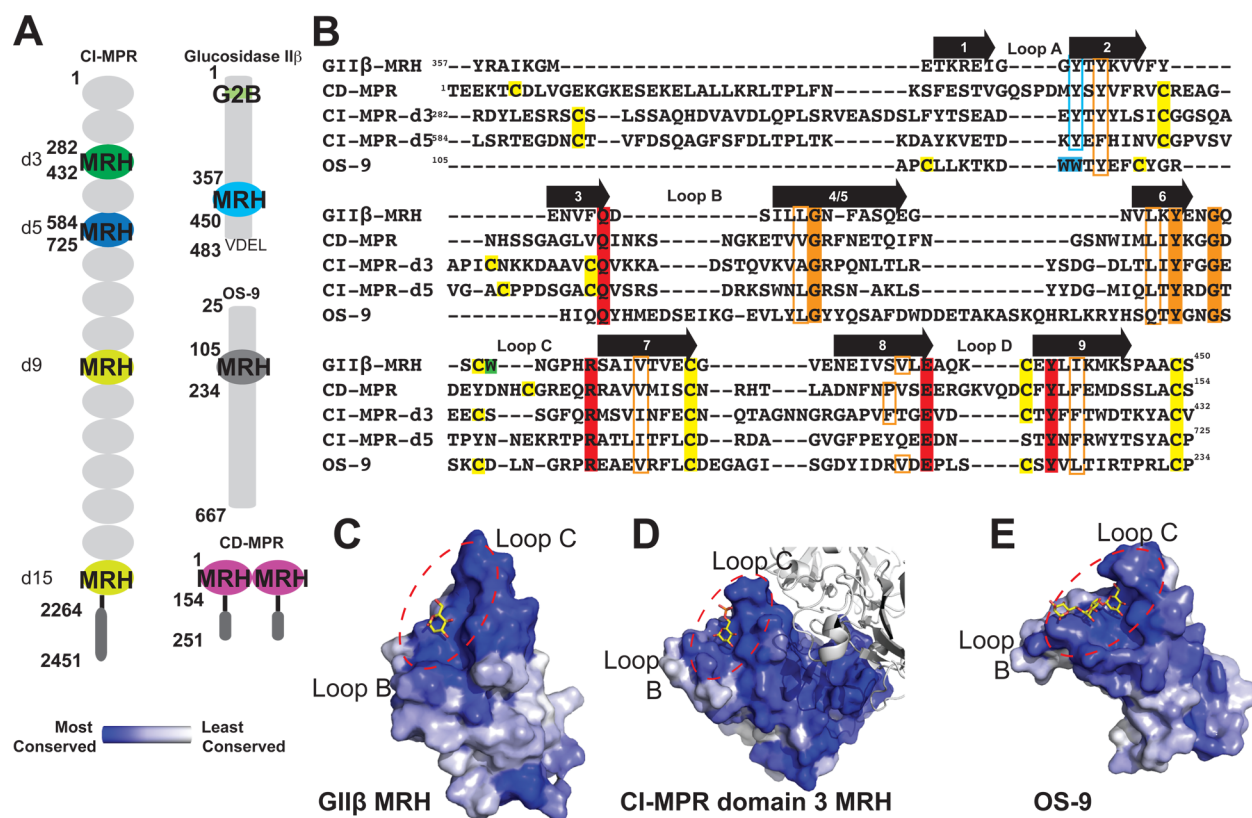 A
CI-MPR
1
d3
282
432
MRH
d5
584
725
MRH
d9
MRH
d15
MRH
2264
2451
Glucosidase IIβ
1
G2B
357
MRH
450
483
VDEL
OS-9
25
105
MRH
234
667
CD-MPR
1
MRH MRH
154
251
Most Conserved
Least Conserved
B
1 Loop A 2
GIIβ-MRH 357 --YRAIKGM---------------------------------ETKREIG----GYTYKVVFY---
CD-MPR 1 TEEKTCDLVGEKGKESEKELALLKRLTPLFN------KSFESTVGQSPDMYSYVFRVCREAG-
CI-MPR-d3 282 --RDYLESRSCS--LSSAQHDVAVDLQPLSRVEASDSLFYTSEAD----EYTYYLSICGGSQA
CI-MPR-d5 584 --LSRTEGDNCT--VFDSQAGFSFDLTPLTK------KDAYKVETD----KYEFHINVCGPVSV
OS-9 105 -------------------------------APCLLKTKD---WWTYEFCYGR----
3 Loop B 4/5 6
GIIβ-MRH ------ENVFQD----------SILLGN-FASQEG-------------NVLKYENGQ
CD-MPR --NHSSGAGLVQINKS----NGKETVVGRFNETQIFN----------GSNWIMLIYKGGD
CI-MPR-d3 APICNKKDAAVCQVKKA----DSTQVKVAGRPQNLTLR---------YSDG-DLTLIYFGGE
CI-MPR-d5 VGA-CPPDSGACQVSRS----DRKSWNLGRSN-AKLS---------YYDG-MIQLTYRDGT
OS-9 -------HIQQYHMEDSEIKG-EVLYLGYYQSAFDWDDETAKASKQHRLKRYHSQTYGNGS
Loop C 7 8 Loop D 9
GIIβ-MRH --SCW--NGPHRSAIVTVECG------VENEIVSVLEAQK-----CEYLIKMKSPAACS 450
CD-MPR DEYDNHCGREQRRAVVMISCN--RHT--LADNFNPVSEERGKVQDCFYLFEMDSSLACS 154
CI-MPR-d3 EECS---SGFQRMSVINFECN--QTAGNNGRGAPVFTGEVD----CTYFFTWDTKYACV 432
CI-MPR-d5 TPYN-NEKRTPRATLITFLCD--RDA--GVGFPEYQEEDN-----STYNFRWYTSYACP 725
OS-9 SKCD-LN-GRPREAEVRFLCDEGAGI---SGDYIDRVDEPLS---CSYVLTIRTPRLCP 234
C
Loop C
Loop B
GIIβ MRH
D
Loop C
Loop B
CI-MPR domain 3 MRH
E
Loop C
Loop B
OS-9